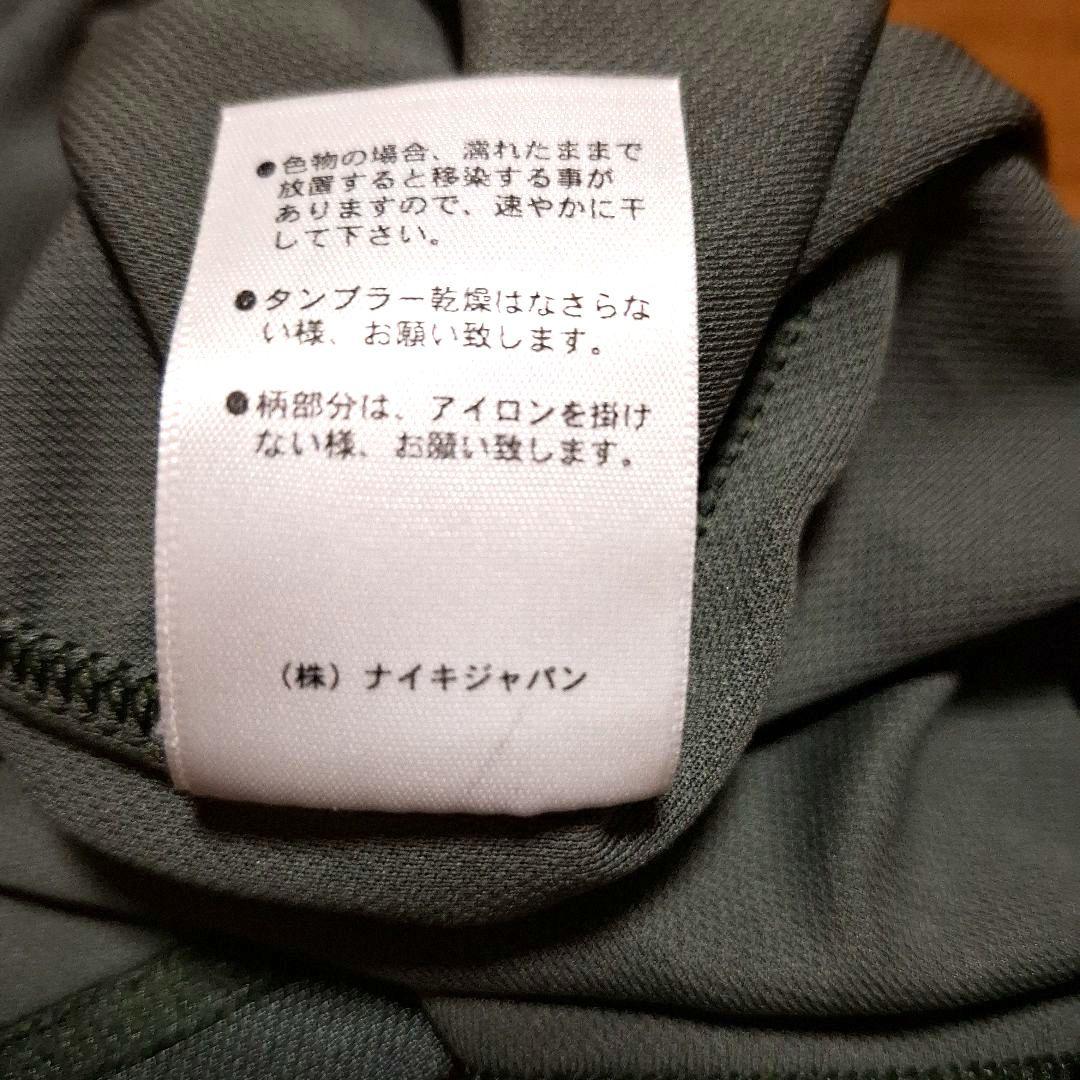 ●色物の場合、濡れたままで
放置すると移染する事が
ありますので、速やかに干
して下さい。
●タンブラー乾燥はなさらな
い様、お願い致します。
●柄部分は、アイロンを掛け
ない様、お願い致します。
（株）ナイキジャパン